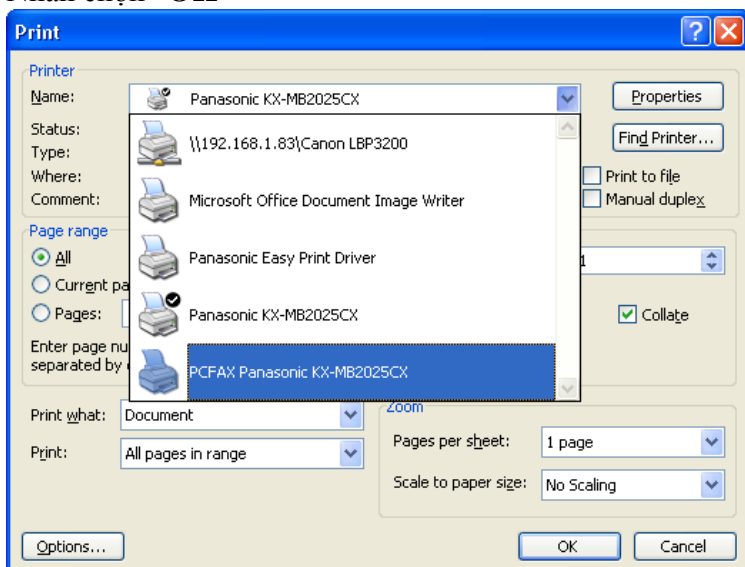 Print
Printer
Name: Panasonic KX-MB2025CX Properties
Status: \\192.168.1.83\Canon LBP3200 Find Printer...
Type:
Where: Print to file
Comment: Microsoft Office Document Image Writer Manual duplex
Page range
All Panasonic Easy Print Driver 1
Current pa
Pages: Panasonic KX-MB2025CX Collate
Enter page nu
separated by PCFAX Panasonic KX-MB2025CX
Zoom
Print what: Document
Pages per sheet: 1 page
Print: All pages in range
Scale to paper size: No Scaling
Options... OK Cancel